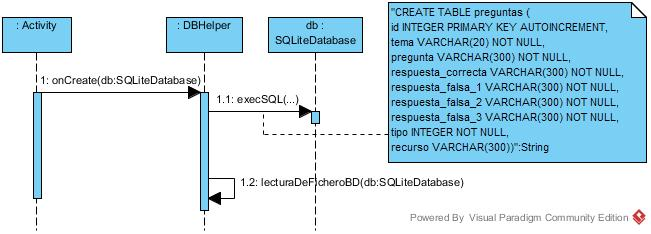 : Activity
: DBHelper
db :
SQLiteDatabase
"CREATE TABLE preguntas (
id INTEGER PRIMARY KEY AUTOINCREMENT,
tema VARCHAR(20) NOT NULL,
pregunta VARCHAR(300) NOT NULL,
respuesta_correcta VARCHAR(300) NOT NULL,
respuesta_falsa_1 VARCHAR(300) NOT NULL,
respuesta_falsa_2 VARCHAR(300) NOT NULL,
respuesta_falsa_3 VARCHAR(300) NOT NULL,
tipo INTEGER NOT NULL,
recurso VARCHAR(300))":String
1: onCreate(db:SQLiteDatabase)
1.1: execSQL(...)
1.2: lecturaDeFicheroBD(db:SQLiteDatabase)
Powered By Visual Paradigm Community Edition